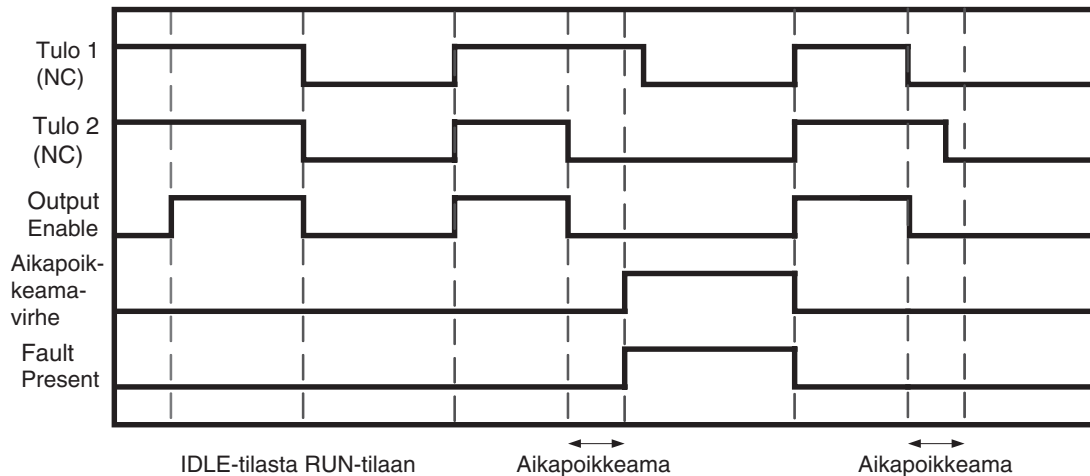 Tulo 1
(NC)
Tulo 2
(NC)
Output
Enable
Aikapoik-
keama-
virhe
Fault
Present
IDLE-tilasta RUN-tilaan
Aikapoikkeama
Aikapoikkeama